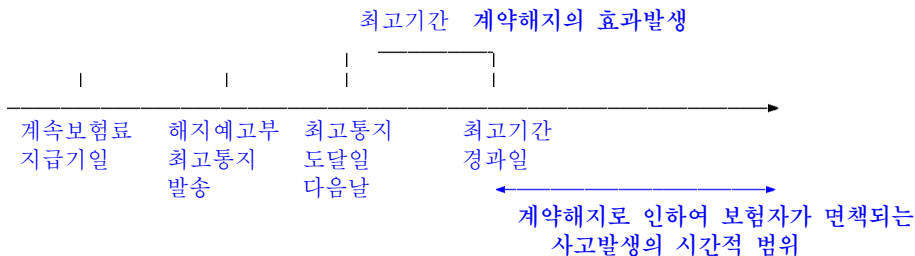 최고기간 계약해지의 효과발생
계속보험료 해지예고부 최고통지 최고기간
지급기일 최고통지 도달일 경과일
발송 다음날
계약해지로 인하여 보험자가 면책되는
사고발생의 시간적 범위